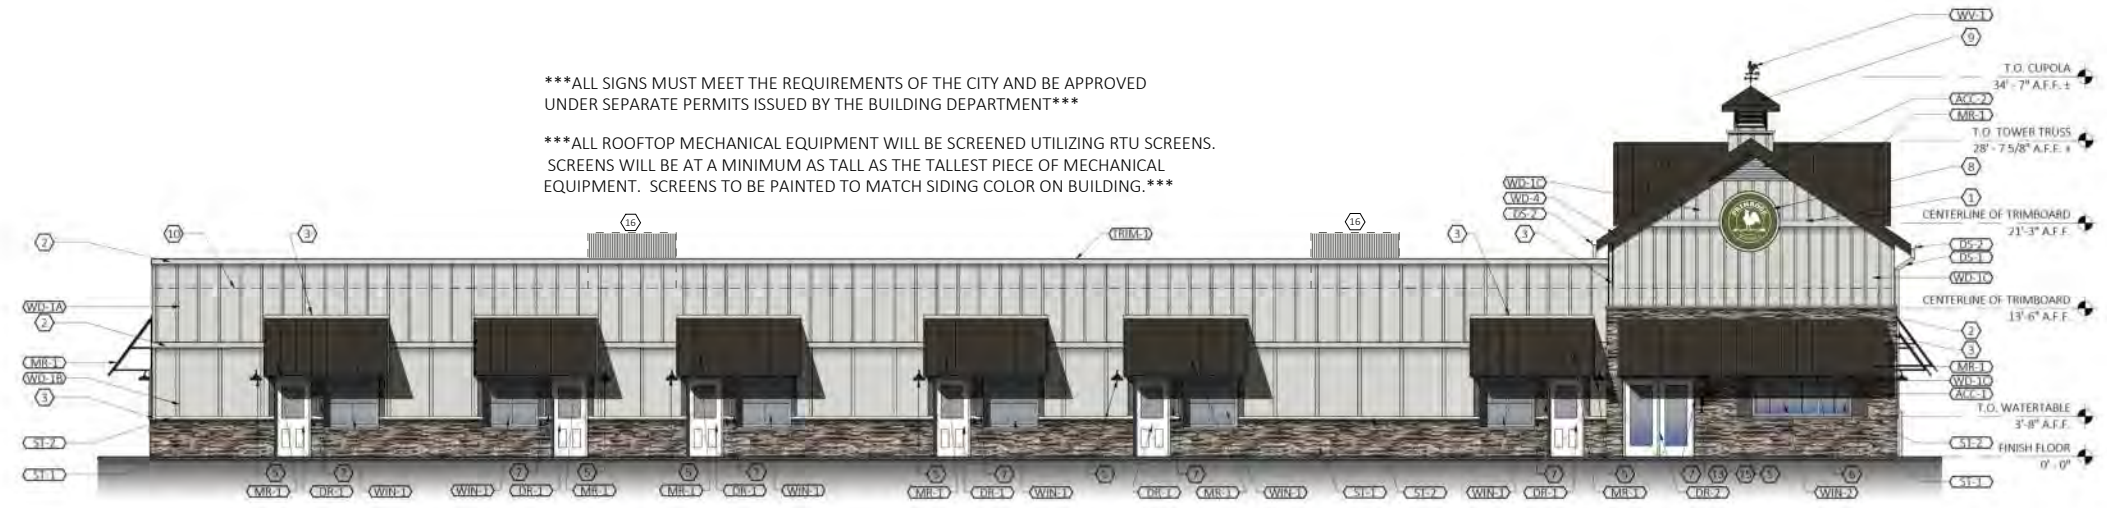 WV-1
9
***ALL SIGNS MUST MEET THE REQUIREMENTS OF THE CITY AND BE APPROVED
UNDER SEPARATE PERMITS ISSUED BY THE BUILDING DEPARTMENT***
T.O. CUPOLA
34' - 7" A.F.F. ±
ACC-2
MR-1
***ALL ROOFTOP MECHANICAL EQUIPMENT WILL BE SCREENED UTILIZING RTU SCREENS.
SCREENS WILL BE AT A MINIMUM AS TALL AS THE TALLEST PIECE OF MECHANICAL
EQUIPMENT. SCREENS TO BE PAINTED TO MATCH SIDING COLOR ON BUILDING.***
T.O. TOWER TRUSS
28' - 7 5/8" A.F.F. ±
8
WD-1C
WD-4
DS-2
1
PRIMROSE
CENTERLINE OF TRIMBOARD
21'-3" A.F.F.
2
10
3
16
TRIM-1
16
3
3
DS-2
DS-1
WD-1C
WD-1A
2
CENTERLINE OF TRIMBOARD
13'-6" A.F.F.
2
3
MR-1
WD-1B
3
MR-1
WD-1C
ACC-1
T.O. WATERTABLE
3'-8" A.F.F.
ST-2
ST-1
ST-2
FINISH FLOOR
0' - 0"
ST-1
5 7 7 5 5 7 5 7 6 7 7 5 7 13 15 5 6
MR-1 DR-1 WIN-1 WIN-1 DR-1 MR-1 MR-1 DR-1 WIN-1 MR-1 DR-1 WIN-1 DR-1 MR-1 WIN-1 ST-1 ST-2 WIN-1 DR-1 MR-1 DR-2 WIN-2